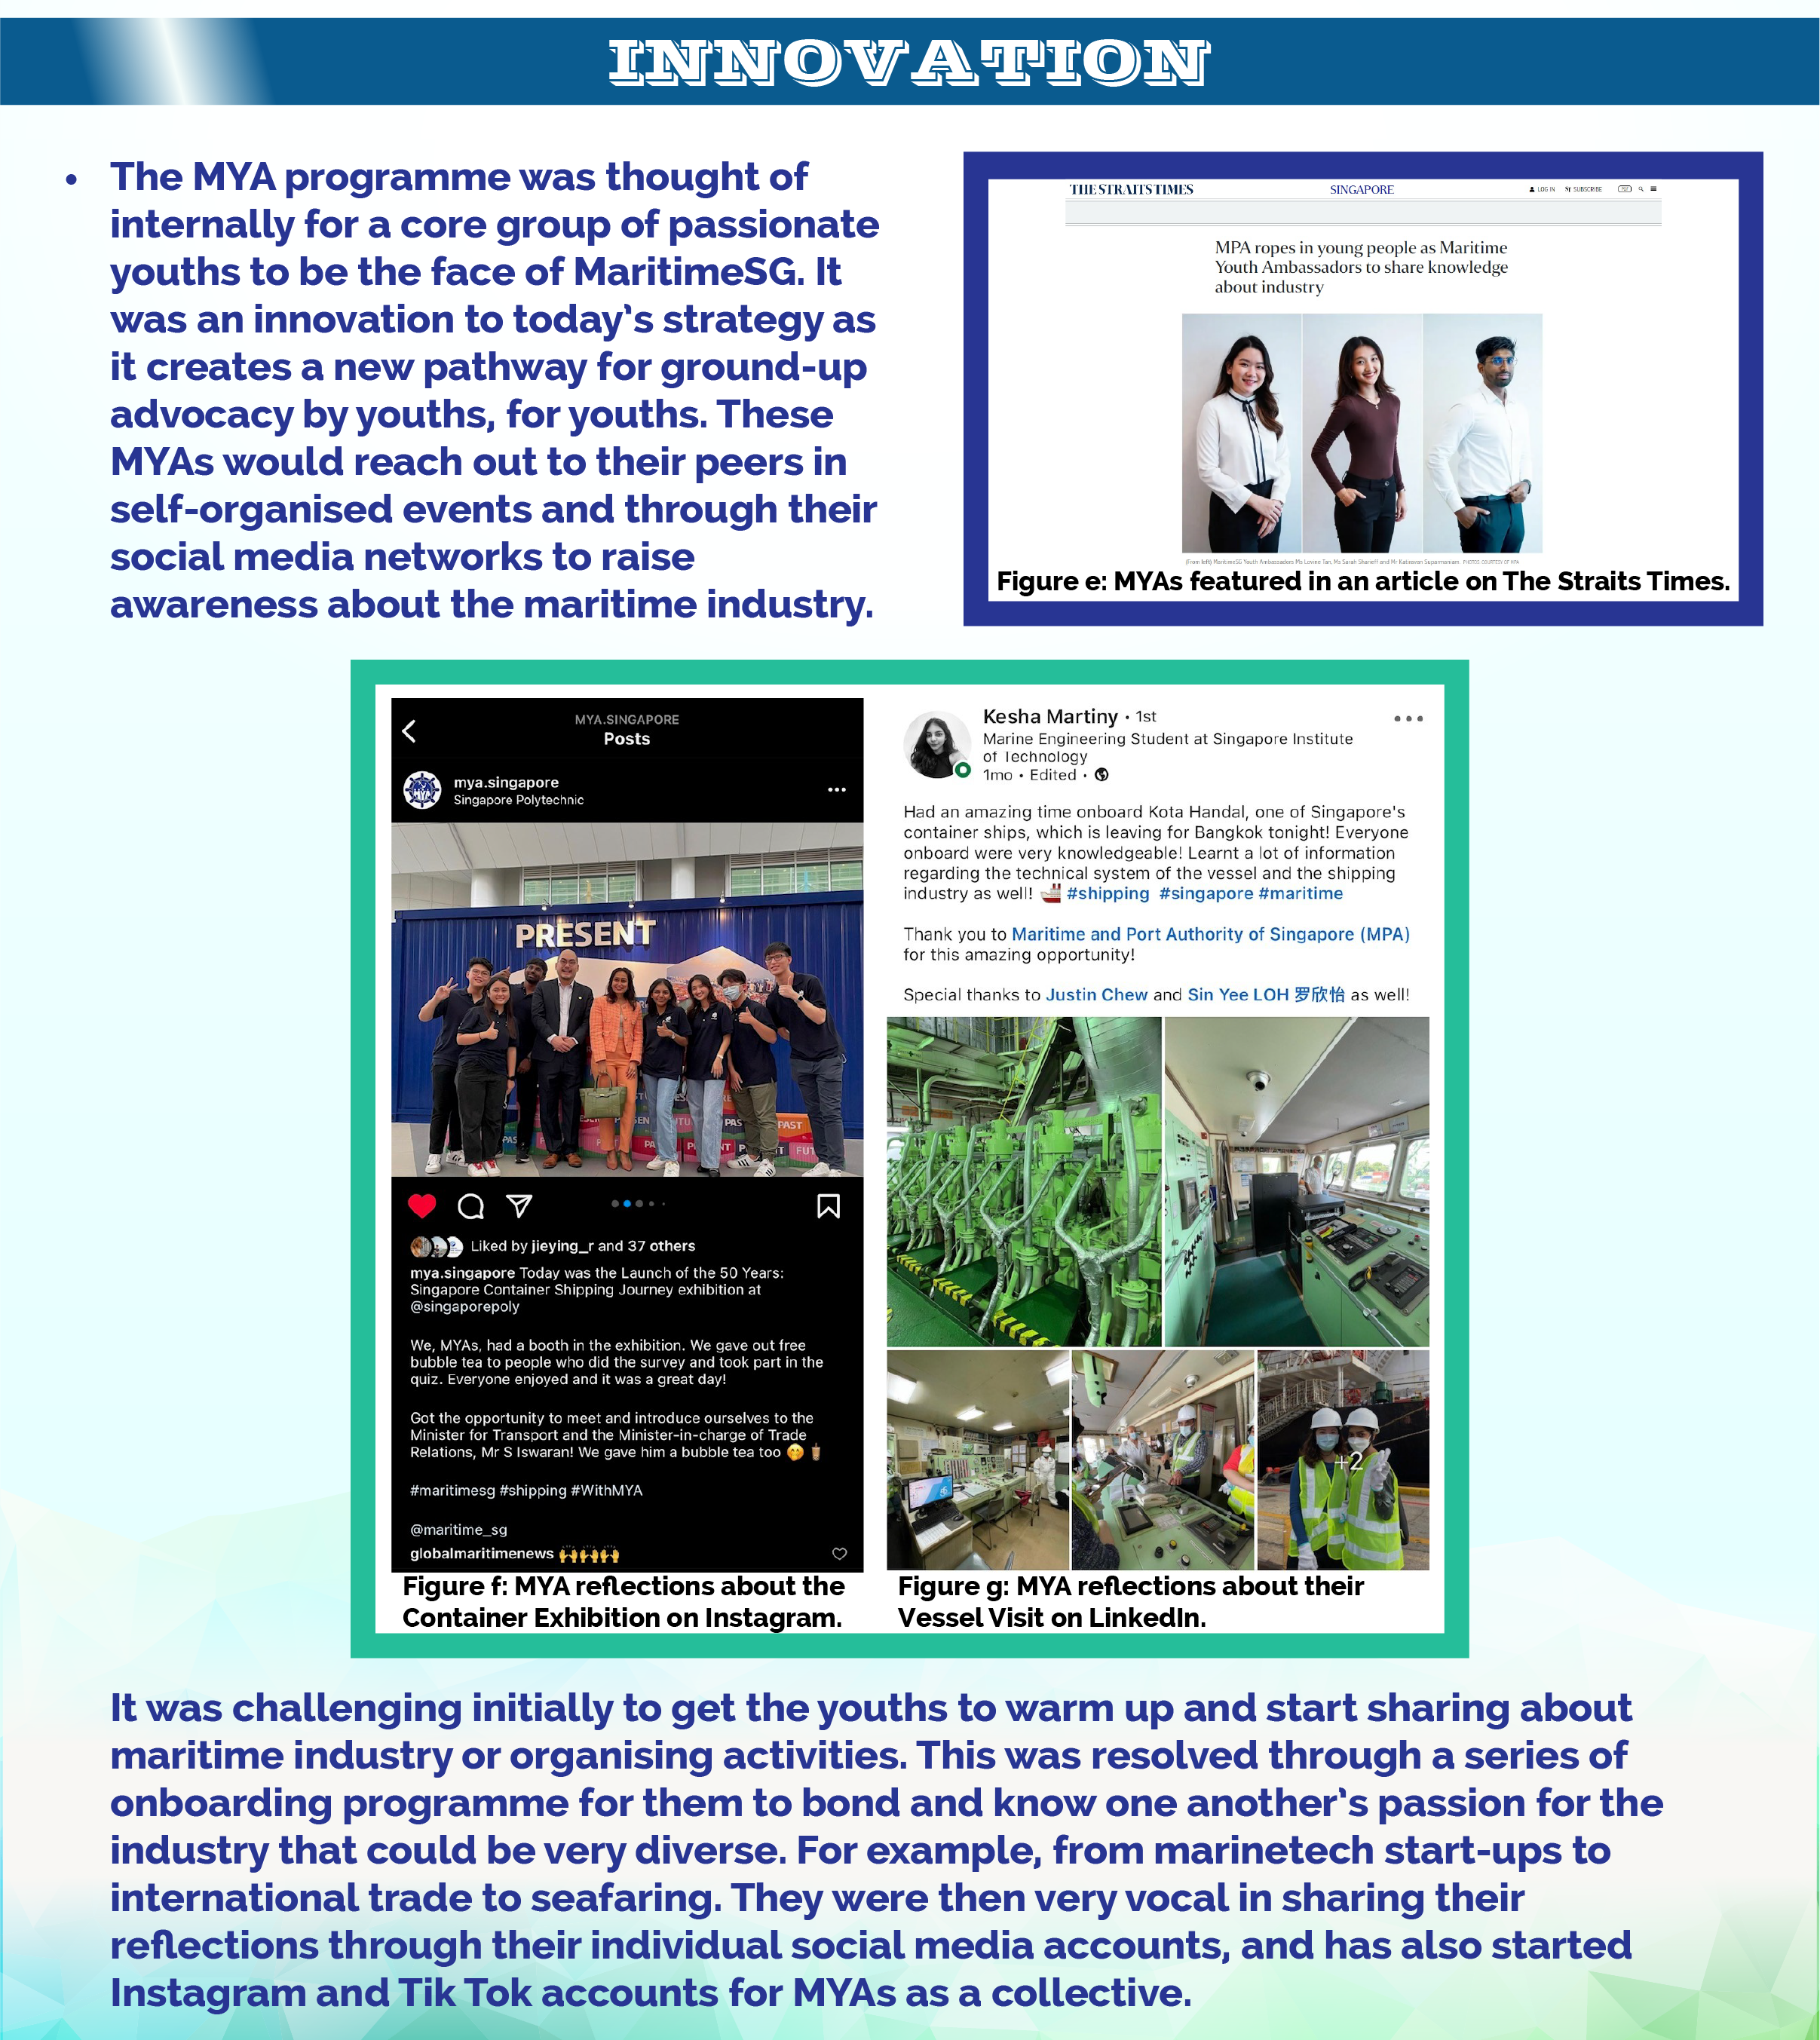 INNOVATION
• The MYA programme was thought of
internally for a core group of passionate
youths to be the face of MaritimeSG. It
was an innovation to today's strategy as
it creates a new pathway for ground-up
advocacy by youths, for youths. These
MYAs would reach out to their peers in
self-organised events and through their
social media networks to raise
awareness about the maritime industry.
THE STRAITS TIMES
SINGAPORE
LOG IN
SUBSCRIBE
MPA ropes in young people as Maritime
Youth Ambassadors to share knowledge
about industry
(From left) MaritimeSG Youth Ambassadors Ms
Figure e: MYAs featured in an article on The Straits Times.
MYA.SINGAPORE
Posts
mya.singapore
Singapore Polytechnic
PRESENT
Liked by jieying_r and 37 others
mya.singapore Today was the Launch of the 50 Years:
Singapore Container Shipping Journey exhibition at
@singaporepoly
We, MYAs, had a booth in the exhibition. We gave out free
bubble tea to people who did the survey and took part in the
quiz. Everyone enjoyed and it was a great day!
Got the opportunity to meet and introduce ourselves to the
Minister for Transport and the Minister-in-charge of Trade
Relations, Mr S Iswaran! We gave him a bubble tea too 🤭 🧋
#maritimesg #shipping #WithMYA
@maritime_sg
globalmaritimenews 🙌🙌🙌
Figure f: MYA reflections about the
Container Exhibition on Instagram.
Kesha Martiny • 1st
Marine Engineering Student at Singapore Institute
of Technology
1mo • Edited •
Had an amazing time onboard Kota Handal, one of Singapore's
container ships, which is leaving for Bangkok tonight! Everyone
onboard were very knowledgeable! Learnt a lot of information
regarding the technical system of the vessel and the shipping
industry as well! 🚢 #shipping #singapore #maritime
Thank you to Maritime and Port Authority of Singapore (MPA)
for this amazing opportunity!
Special thanks to Justin Chew and Sin Yee LOH 罗欣怡 as well!
+2
Figure g: MYA reflections about their
Vessel Visit on LinkedIn.
It was challenging initially to get the youths to warm up and start sharing about
maritime industry or organising activities. This was resolved through a series of
onboarding programme for them to bond and know one another's passion for the
industry that could be very diverse. For example, from marinetech start-ups to
international trade to seafaring. They were then very vocal in sharing their
reflections through their individual social media accounts, and has also started
Instagram and Tik Tok accounts for MYAs as a collective.